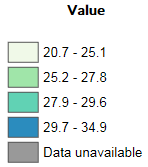 Value
20.7 - 25.1
25.2 - 27.8
27.9 - 29.6
29.7 - 34.9
Data unavailable